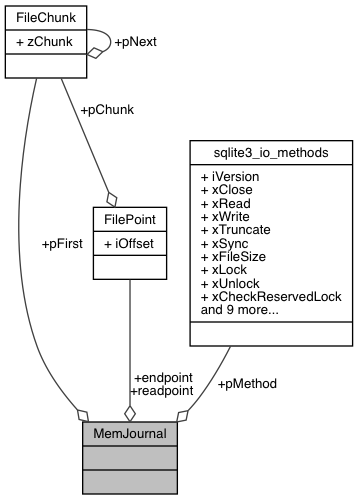 FileChunk
+ zChunk
+pNext
+pChunk
sqlite3_io_methods
+ iVersion
+ xClose
+ xRead
+ xWrite
+ xTruncate
+ xSync
+ xFileSize
+ xLock
+ xUnlock
+ xCheckReservedLock
and 9 more...
FilePoint
+ iOffset
+pFirst
+endpoint
+readpoint
+pMethod
MemJournal